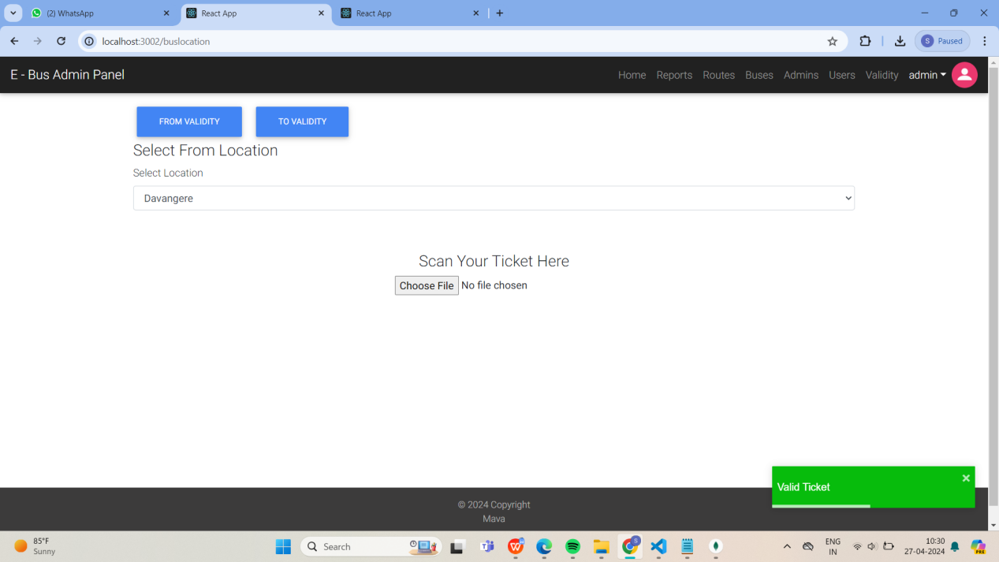 (2) WhatsApp
React App
React App
localhost:3002/buslocation
S Paused
E - Bus Admin Panel
Home Reports Routes Buses Admins Users Validity admin
FROM VALIDITY TO VALIDITY
Select From Location
Select Location
Davangere
Scan Your Ticket Here
Choose File No file chosen
Valid Ticket
© 2024 Copyright
Mava
85°F
Sunny
Search
ENG
IN
10:30
27-04-2024
PRE